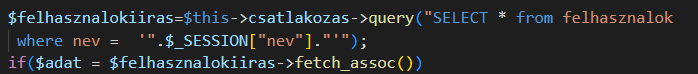 $felhasznalokiiras=$this->csatlakozas->query("SELECT * from felhasznalok
where nev =  '".$_SESSION["nev"]."'");
if($adat = $felhasznalokiiras->fetch_assoc())